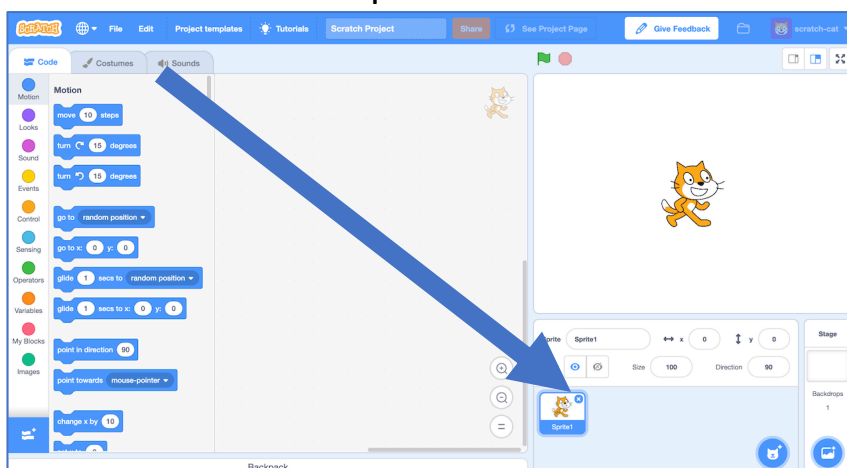 SCRATCH File Edit Project templates Tutorials Scratch Project Share See Project Page Give Feedback scratch-cat
Code Costumes Sounds
Motion
Looks
Sound
Events
Control
Sensing
Operators
Variables
My Blocks
Images
Motion
move 10 steps
turn 15 degrees
turn 15 degrees
go to random position
go to x: 0 y: 0
glide 1 secs to random position
glide 1 secs to x: 0 y: 0
point in direction 90
point towards mouse-pointer
change x by 10
Backpack
Sprite Sprite1 x 0 y 0
Size 100 Direction 90
Sprite1
Stage
Backdrops
1